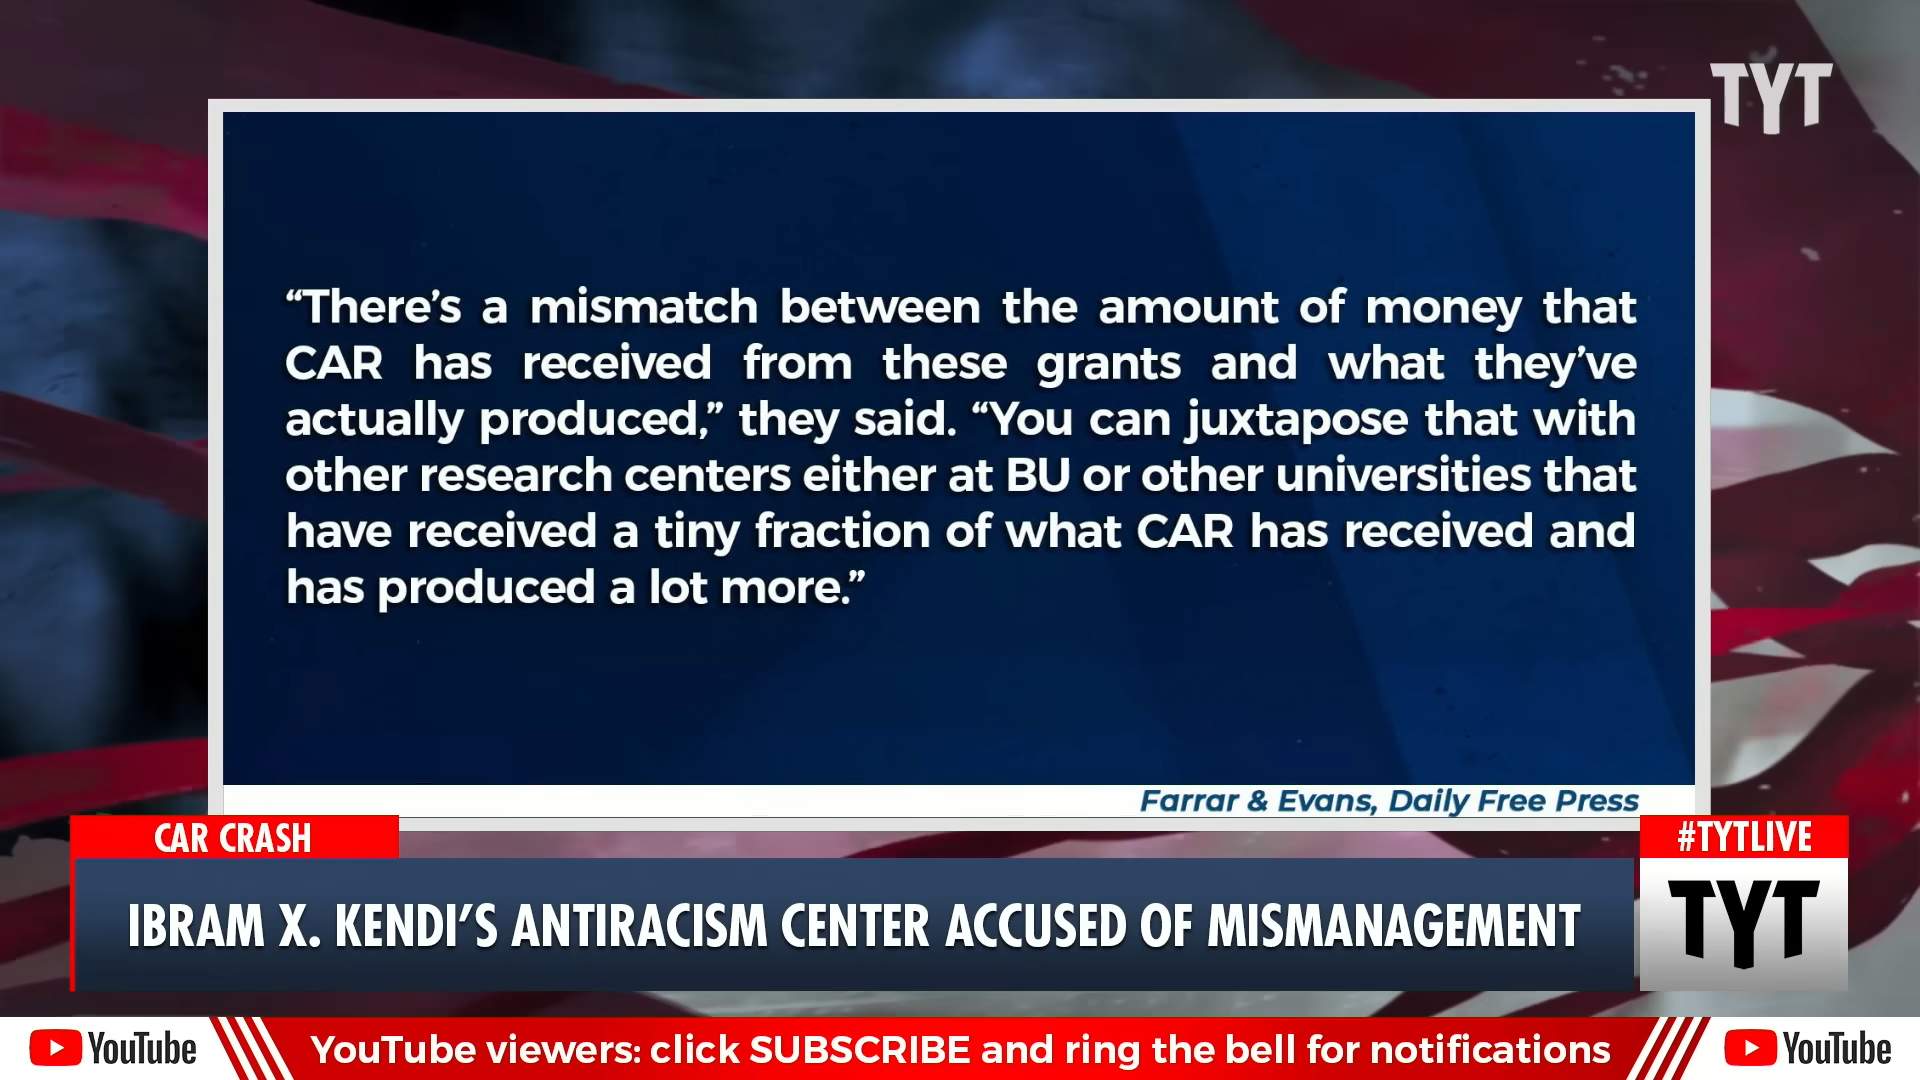 TYT
“There’s a mismatch between the amount of money that
CAR has received from these grants and what they’ve
actually produced,” they said. “You can juxtapose that with
other research centers either at BU or other universities that
have received a tiny fraction of what CAR has received and
has produced a lot more.”
Farrar & Evans, Daily Free Press
CAR CRASH
#TYTLIVE
IBRAM X. KENDI’S ANTIRACISM CENTER ACCUSED OF MISMANAGEMENT
TYT
YouTube
YouTube viewers: click SUBSCRIBE and ring the bell for notifications
YouTube